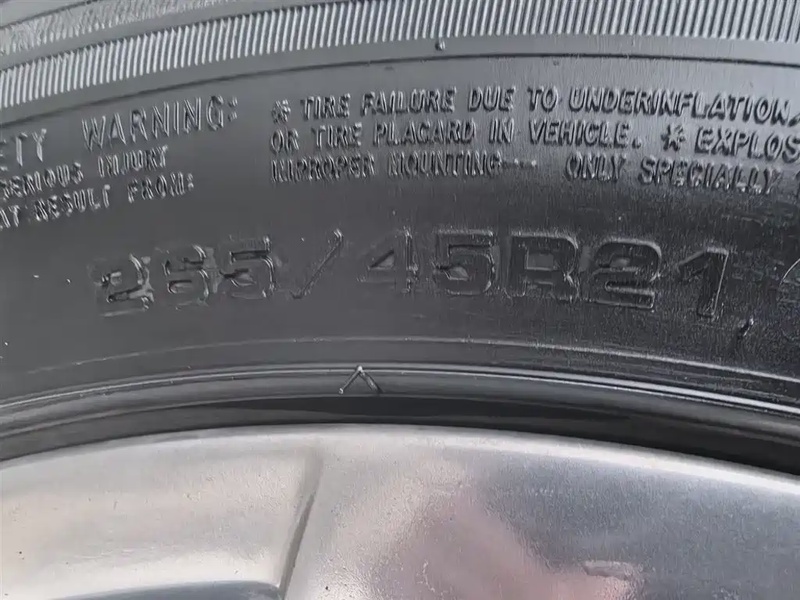 ETY WARNING:
SERIOUS INJURY
AY RESULT FROM:
* TIRE FAILURE DUE TO UNDERINFLATION/
OR TIRE PLACARD IN VEHICLE. * EXPLOS
IMPROPER MOUNTING---- ONLY SPECIALLY
265/45R21